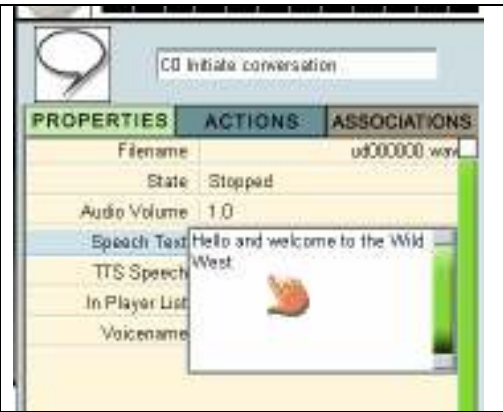 C0 Initiate conversation
PROPERTIES ACTIONS ASSOCIATIONS
Filename ud000000.wav
State Stopped
Audio Volume 1.0
Speech Text Hello and welcome to the Wild
West
TTS Speech
In Player List
Voicename